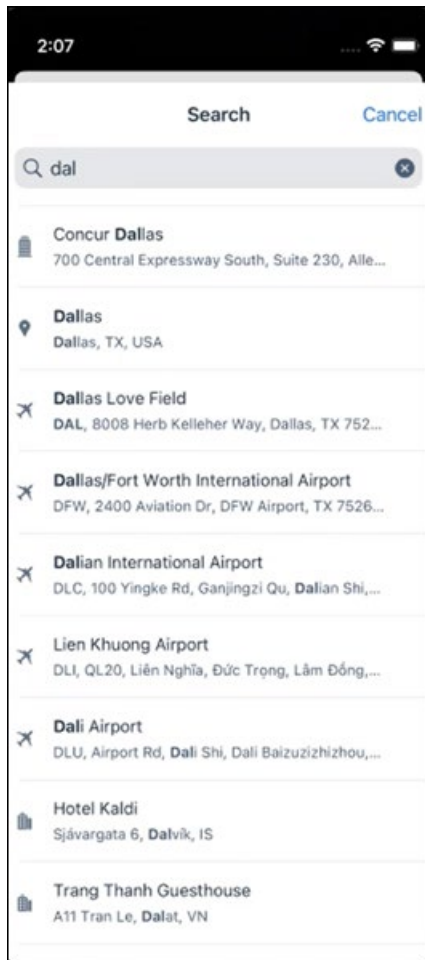 2:07
Search
Cancel
dal
Concur Dallas
700 Central Expressway South, Suite 230, Alle...
Dallas
Dallas, TX, USA
Dallas Love Field
DAL, 8008 Herb Kelleher Way, Dallas, TX 752...
Dallas/Fort Worth International Airport
DFW, 2400 Aviation Dr, DFW Airport, TX 7526...
Dalian International Airport
DLC, 100 Yingke Rd, Ganjingzi Qu, Dalian Shi,...
Lien Khuong Airport
DLI, QL20, Liên Nghĩa, Đức Trọng, Lâm Đồng,...
Dali Airport
DLU, Airport Rd, Dali Shi, Dali Baizuzizhizhou,...
Hotel Kaldi
Sjávargata 6, Dalvík, IS
Trang Thanh Guesthouse
A11 Tran Le, Dalat, VN